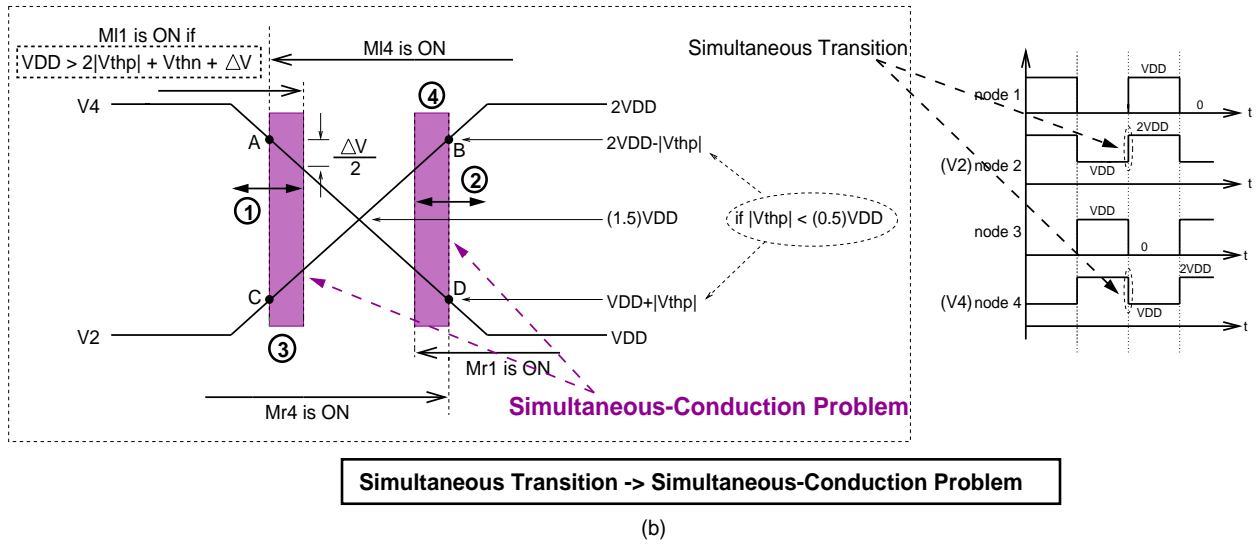 Ml1 is ON if
VDD > 2|Vthp| + Vthn + ΔV
Ml4 is ON
V4
A
ΔV
2
1
C
V2
3
4
B
2
D
2VDD
2VDD-|Vthp|
(1.5)VDD
VDD+|Vthp|
VDD
if |Vthp| < (0.5)VDD
Mr1 is ON
Mr4 is ON
Simultaneous-Conduction Problem
Simultaneous Transition
node 1
VDD
0
t
(V2) node 2
2VDD
VDD
t
node 3
VDD
0
t
(V4) node 4
2VDD
VDD
t
Simultaneous Transition -> Simultaneous-Conduction Problem
(b)